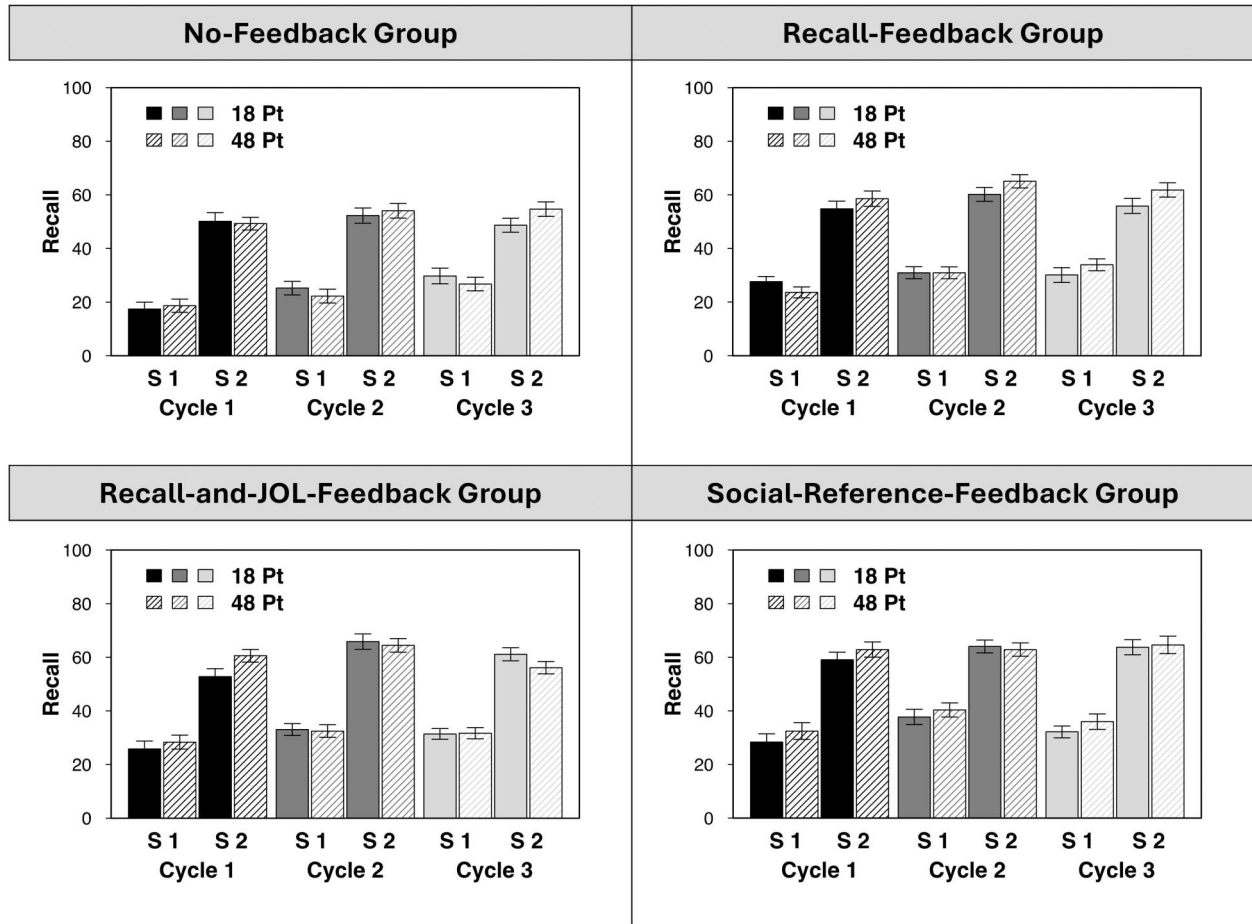 No-Feedback Group
100
80
60
40
20
0
Recall
18 Pt
48 Pt
S 1 S 2 S 1 S 2 S 1 S 2
Cycle 1 Cycle 2 Cycle 3
Recall-Feedback Group
100
80
60
40
20
0
Recall
18 Pt
48 Pt
S 1 S 2 S 1 S 2 S 1 S 2
Cycle 1 Cycle 2 Cycle 3
Recall-and-JOL-Feedback Group
100
80
60
40
20
0
Recall
18 Pt
48 Pt
S 1 S 2 S 1 S 2 S 1 S 2
Cycle 1 Cycle 2 Cycle 3
Social-Reference-Feedback Group
100
80
60
40
20
0
Recall
18 Pt
48 Pt
S 1 S 2 S 1 S 2 S 1 S 2
Cycle 1 Cycle 2 Cycle 3